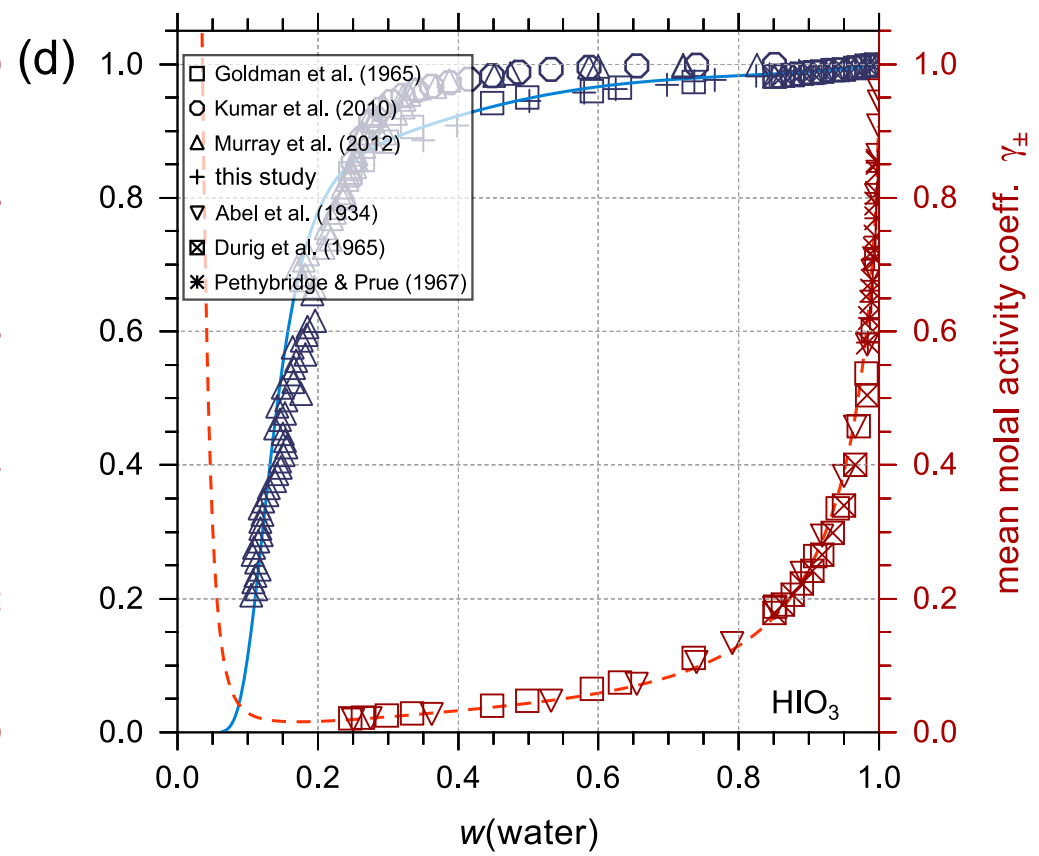 (d)
1.0
0.8
0.6
0.4
0.2
0.0
Goldman et al. (1965)
Kumar et al. (2010)
Murray et al. (2012)
this study
Abel et al. (1934)
Durig et al. (1965)
Pethybridge & Prue (1967)
HIO₃
1.0
0.8
0.6
0.4
0.2
0.0
mean molal activity coeff. γ±
0.0 0.2 0.4 0.6 0.8 1.0
w(water)